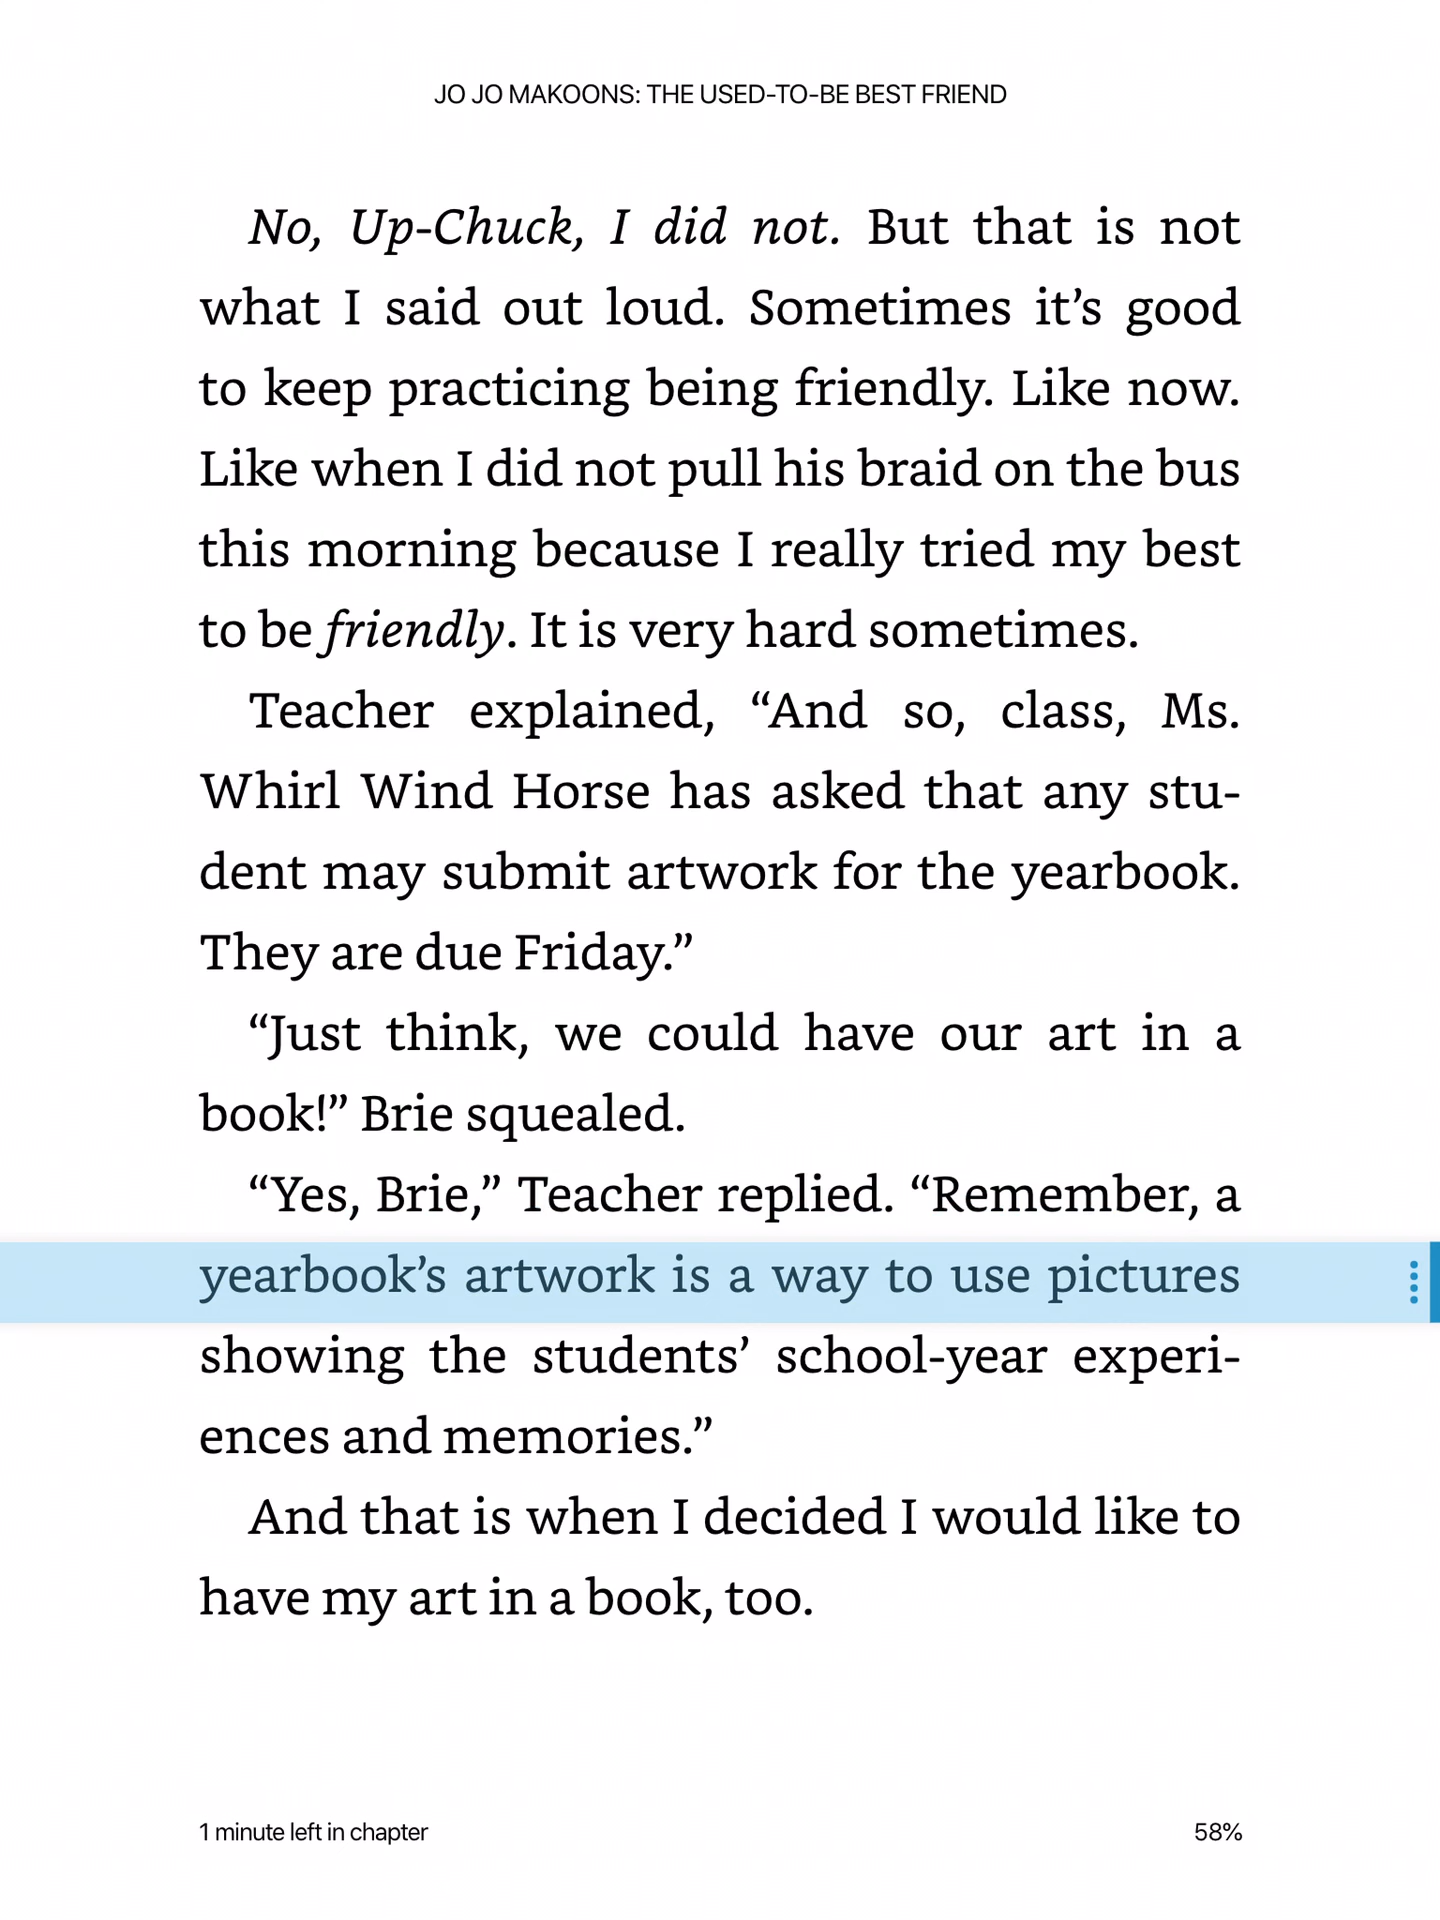 JO JO MAKOONS: THE USED-TO-BE BEST FRIEND
No, Up-Chuck, I did not. But that is not
what I said out loud. Sometimes it’s good
to keep practicing being friendly. Like now.
Like when I did not pull his braid on the bus
this morning because I really tried my best
to be friendly. It is very hard sometimes.
Teacher explained, “And so, class, Ms.
Whirl Wind Horse has asked that any stu-
dent may submit artwork for the yearbook.
They are due Friday.”
“Just think, we could have our art in a
book!” Brie squealed.
“Yes, Brie,” Teacher replied. “Remember, a
yearbook’s artwork is a way to use pictures
showing the students’ school-year experi-
ences and memories.”
And that is when I decided I would like to
have my art in a book, too.
1 minute left in chapter
58%